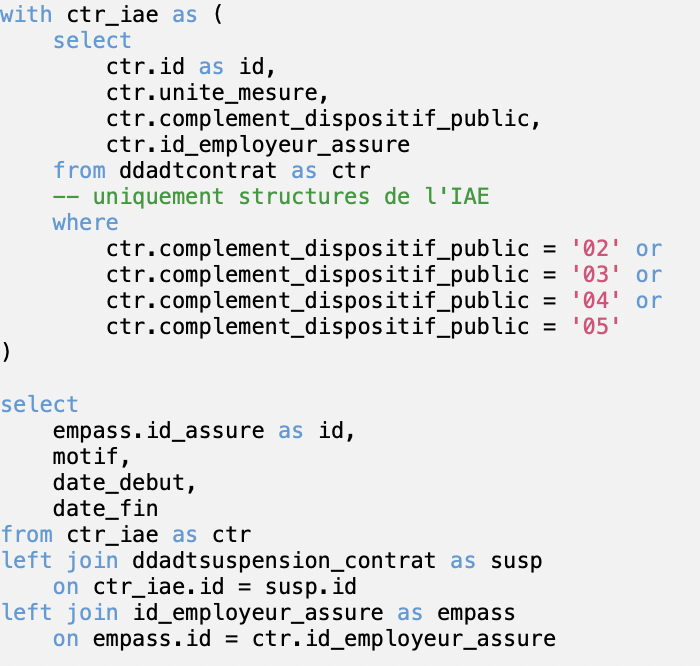 with ctr_iae as (
    select
        ctr.id as id,
        ctr.unite_mesure,
        ctr.complement_dispositif_public,
        ctr.id_employeur_assure
    from ddadtcontrat as ctr
    -- uniquement structures de l'IAE
    where
        ctr.complement_dispositif_public = '02' or
        ctr.complement_dispositif_public = '03' or
        ctr.complement_dispositif_public = '04' or
        ctr.complement_dispositif_public = '05'
)

select
    empass.id_assure as id,
    motif,
    date_debut,
    date_fin
from ctr_iae as ctr
left join ddadtsuspension_contrat as susp
    on ctr_iae.id = susp.id
left join id_employeur_assure as empass
    on empass.id = ctr.id_employeur_assure